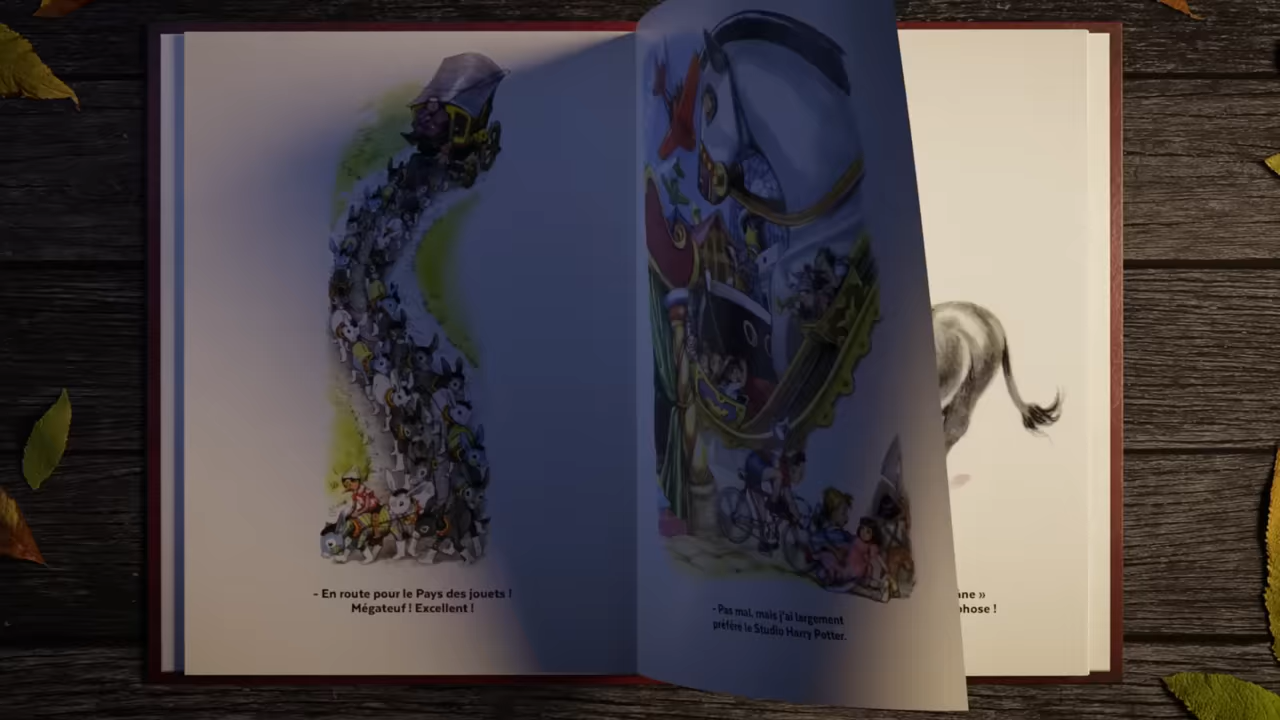 - En route pour le Pays des jouets !
Mégateuf ! Excellent !
- Pas mal, mais j'ai largement
préféré le Studio Harry Potter.
ane »
phose !